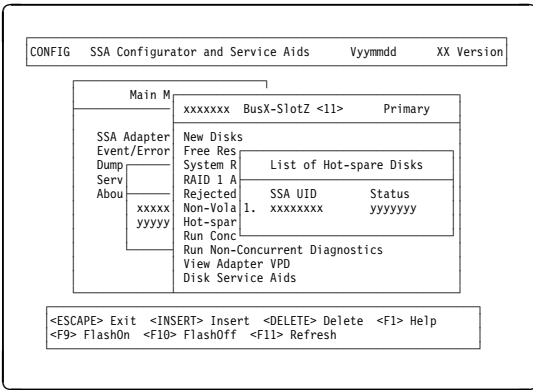 CONFIG SSA Configurator and Service Aids Vyymmdd XX Version
Main M
xxxxxxx BusX-SlotZ <11> Primary
SSA Adapter
New Disks
Event/Error
Free Res
Dump
System R
List of Hot-spare Disks
Serv
RAID 1 A
Abou
Rejected
SSA UID Status
xxxxx
Non-Vola
1. xxxxxxxx yyyyyyy
yyyyy
Hot-spar
Run Conc
Run Non-Concurrent Diagnostics
View Adapter VPD
Disk Service Aids
<ESCAPE> Exit <INSERT> Insert <DELETE> Delete <F1> Help
<F9> FlashOn <F10> FlashOff <F11> Refresh